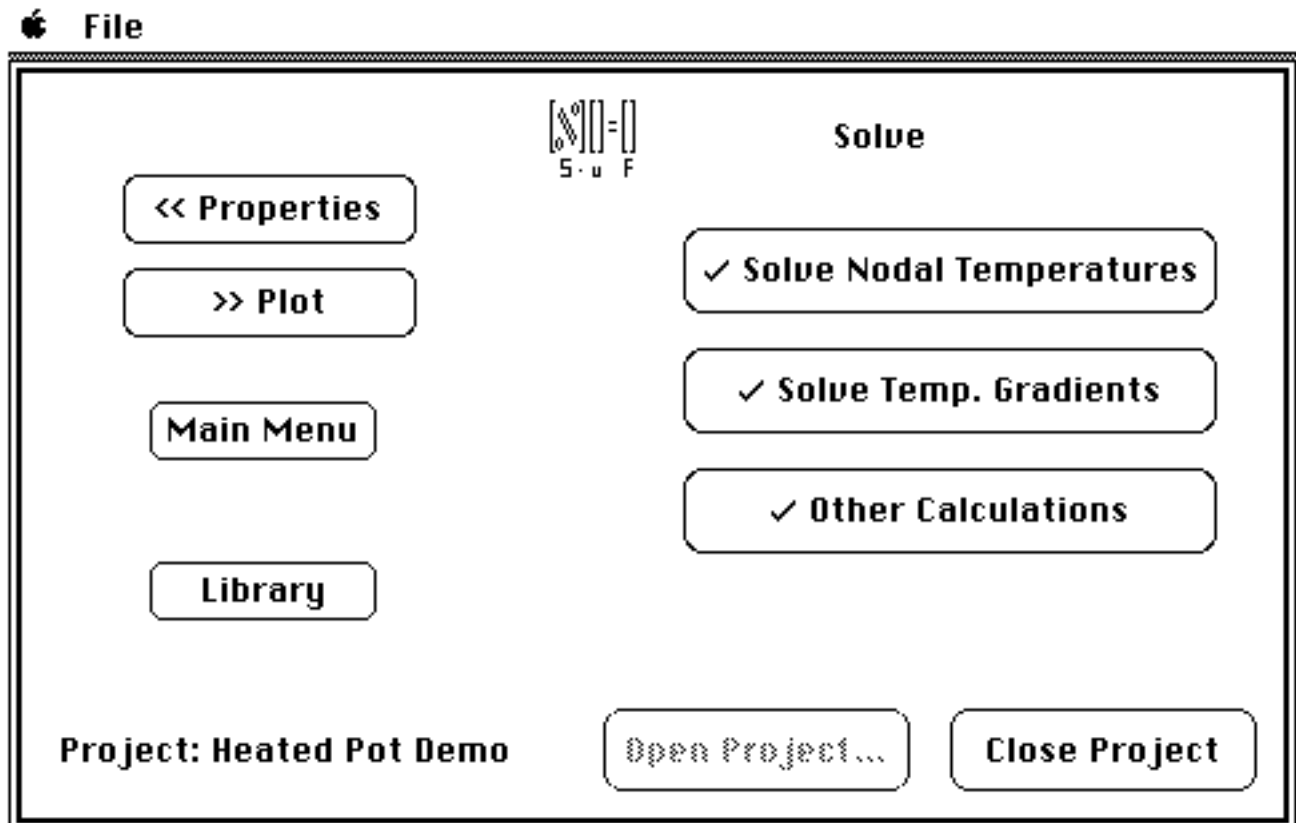 File
[%][]=[]
S · u F
Solve
<< Properties
>> Plot
Main Menu
Library
✓ Solve Nodal Temperatures
✓ Solve Temp. Gradients
✓ Other Calculations
Project: Heated Pot Demo
Open Project...
Close Project